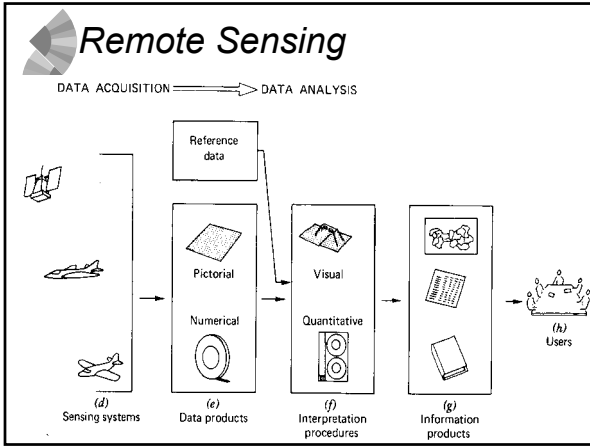 Remote Sensing
DATA ACQUISITION DATA ANALYSIS
Reference
data
Pictorial
Numerical
Visual
Quantitative
(d)
Sensing systems
(e)
Data products
(f)
Interpretation
procedures
(g)
Information
products
(h)
Users